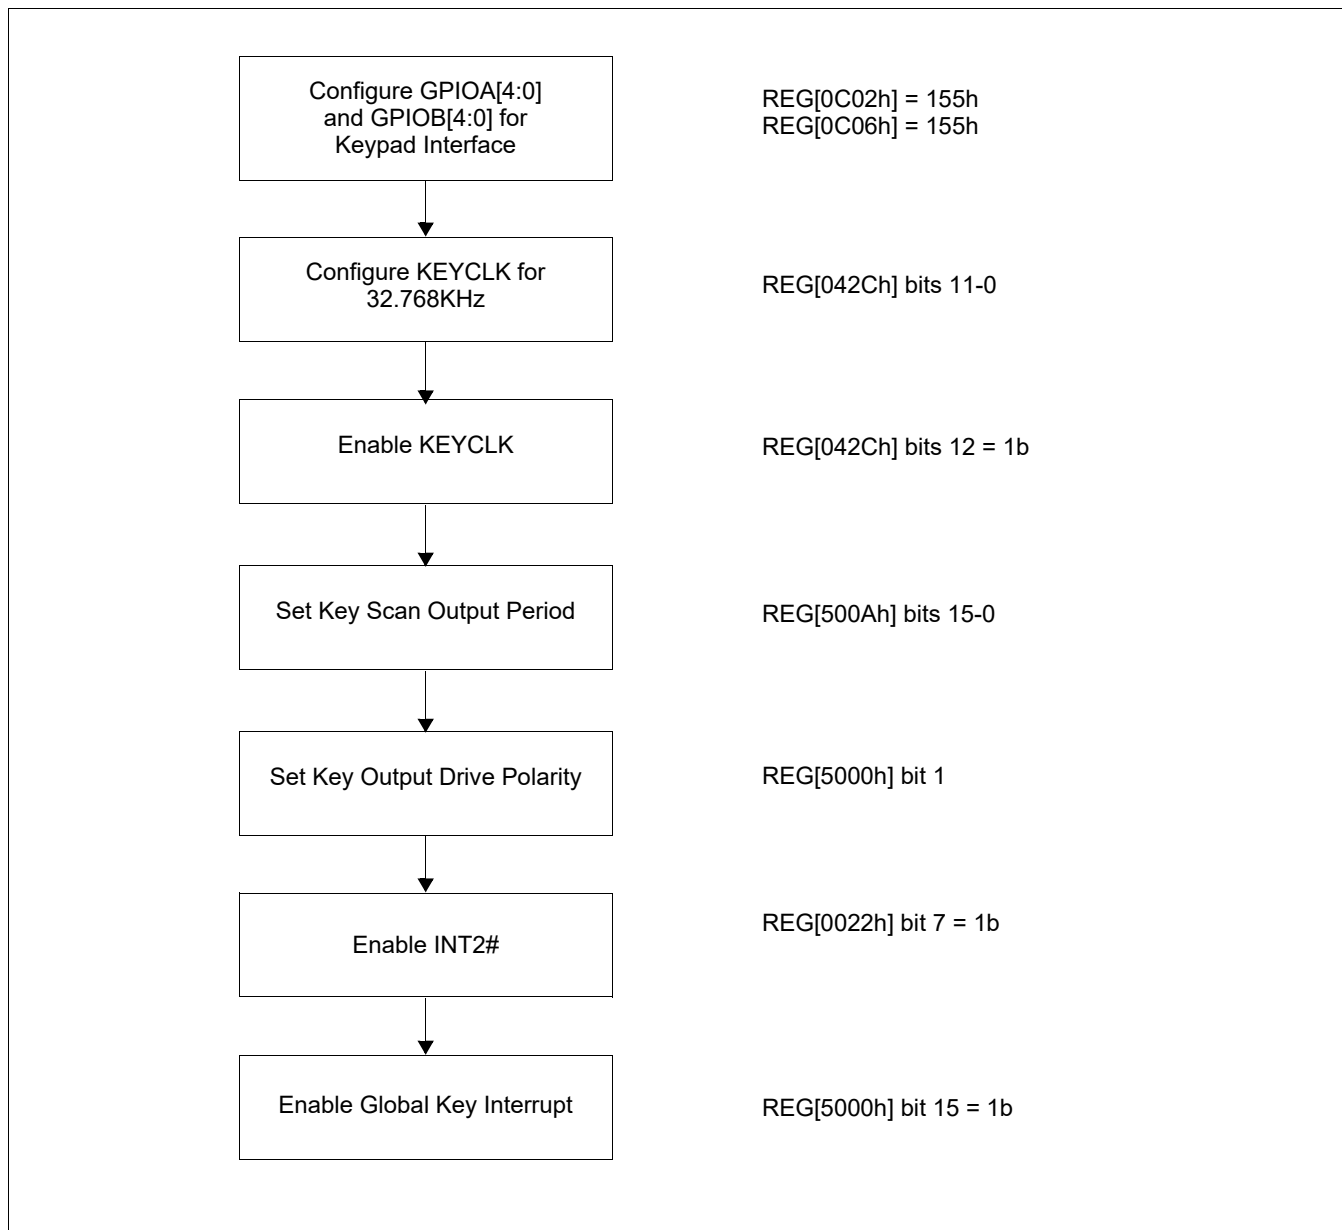 Configure GPIOA[4:0]
and GPIOB[4:0] for
Keypad Interface
REG[0C02h] = 155h
REG[0C06h] = 155h
Configure KEYCLK for
32.768KHz
REG[042Ch] bits 11-0
Enable KEYCLK
REG[042Ch] bits 12 = 1b
Set Key Scan Output Period
REG[500Ah] bits 15-0
Set Key Output Drive Polarity
REG[5000h] bit 1
Enable INT2#
REG[0022h] bit 7 = 1b
Enable Global Key Interrupt
REG[5000h] bit 15 = 1b